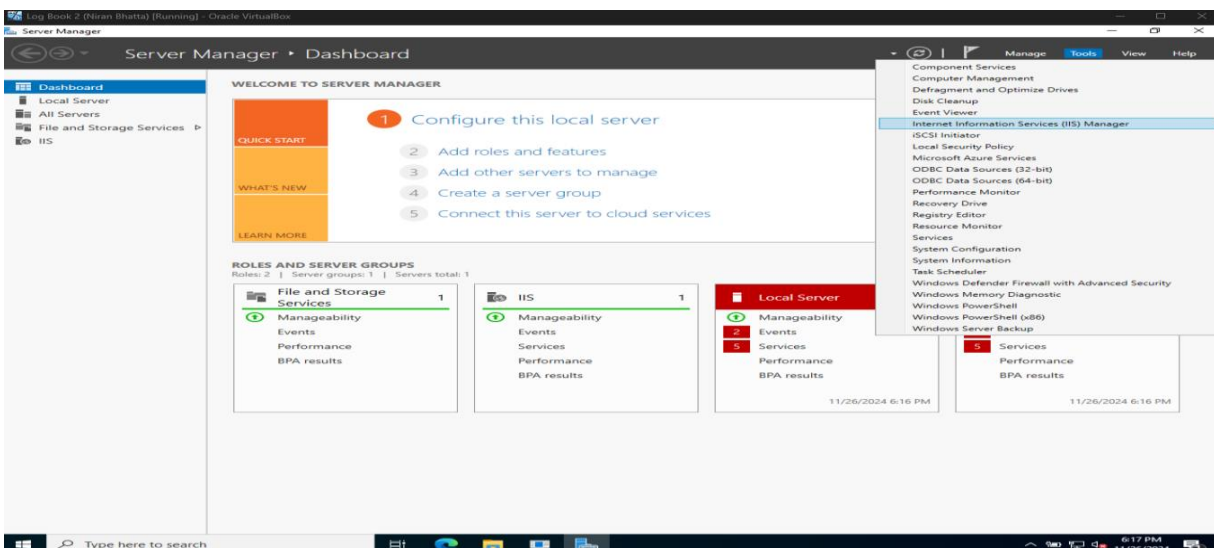 Log Book 2 (Niran Bhatta) [Running] - Oracle VirtualBox
Server Manager
Server Manager ▸ Dashboard
Manage Tools View Help
Dashboard
Local Server
All Servers
File and Storage Services
IIS
WELCOME TO SERVER MANAGER
QUICK START
WHAT'S NEW
LEARN MORE
1 Configure this local server
2 Add roles and features
3 Add other servers to manage
4 Create a server group
5 Connect this server to cloud services
Component Services
Computer Management
Defragment and Optimize Drives
Disk Cleanup
Event Viewer
Internet Information Services (IIS) Manager
iSCSI Initiator
Local Security Policy
Microsoft Azure Services
ODBC Data Sources (32-bit)
ODBC Data Sources (64-bit)
Performance Monitor
Recovery Drive
Registry Editor
Resource Monitor
Services
System Configuration
System Information
Task Scheduler
Windows Defender Firewall with Advanced Security
Windows Memory Diagnostic
Windows PowerShell
Windows PowerShell (x86)
Windows Server Backup
ROLES AND SERVER GROUPS
Roles: 2 | Server groups: 1 | Servers total: 1
File and Storage 1
Services
Manageability
Events
Performance
BPA results
IIS 1
Manageability
Events
Services
Performance
BPA results
Local Server
Manageability
2 Events
5 Services
Performance
BPA results
11/26/2024 6:16 PM
5 Services
Performance
BPA results
11/26/2024 6:16 PM
Type here to search
6:17 PM